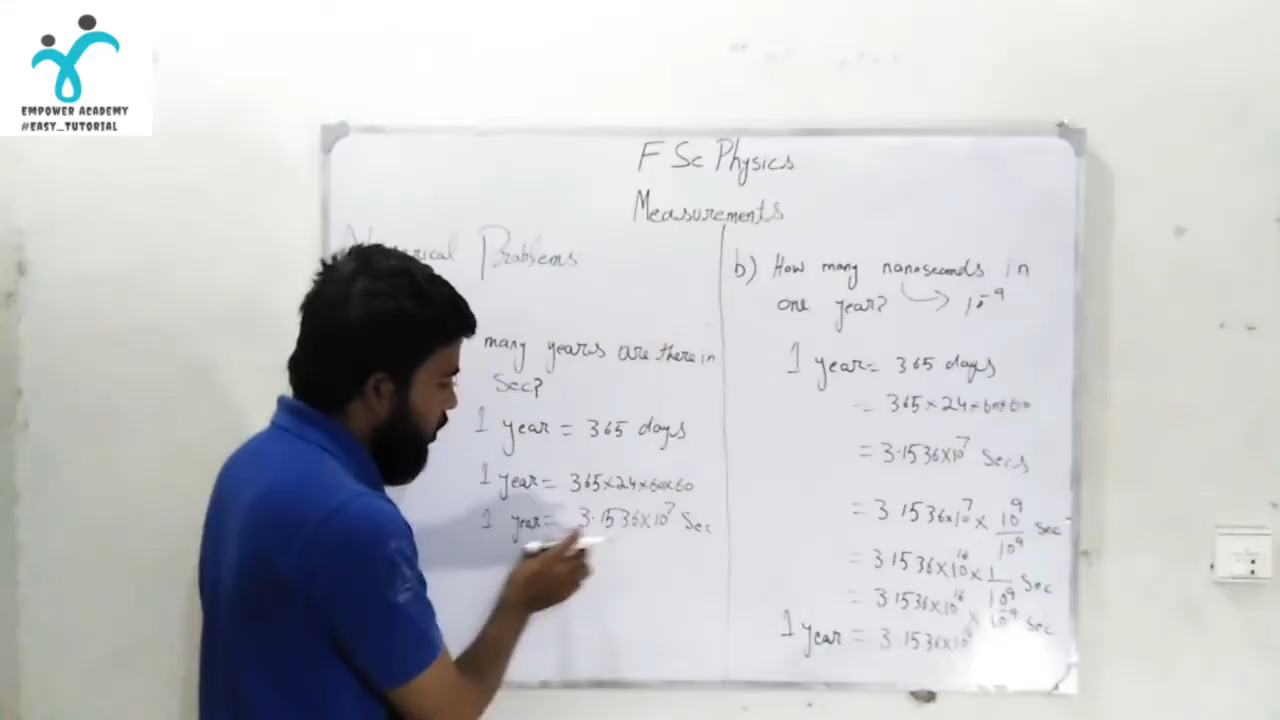 EMPOWER ACADEMY
#EASY_TUTORIAL
F Sc Physics
Measurements
Problems
many years are there in
Sec?
1 year = 365 days
1 year = 365×24×60×60
1 year = 3.1536×10⁷ Sec
b) How many nanoseconds in
one year? → 10⁻⁹
1 year = 365 days
= 365×24×60×60
= 3.1536×10⁷ Secs
= 3.1536×10⁷ × 10⁹/10⁹ Sec
= 3.1536×10¹⁶ × 1/10⁹ Sec
= 3.1536×10¹⁶ × 10⁻⁹ Sec
1 year = 3.1536×10